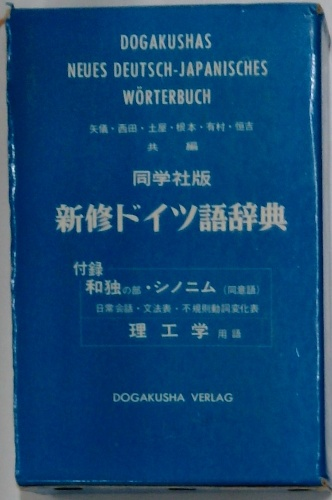 DOGAKUSHAS
NEUES DEUTSCH-JAPANISCHES
WÖRTERBUCH
矢儀・西田・土屋・根本・有村・恒吉
共編
同学社版
新修ドイツ語辞典
付録
和独の部・シノニム（同意語）
日常会話・文法表・不規則動詞変化表
理工学用語
DOGAKUSHA VERLAG